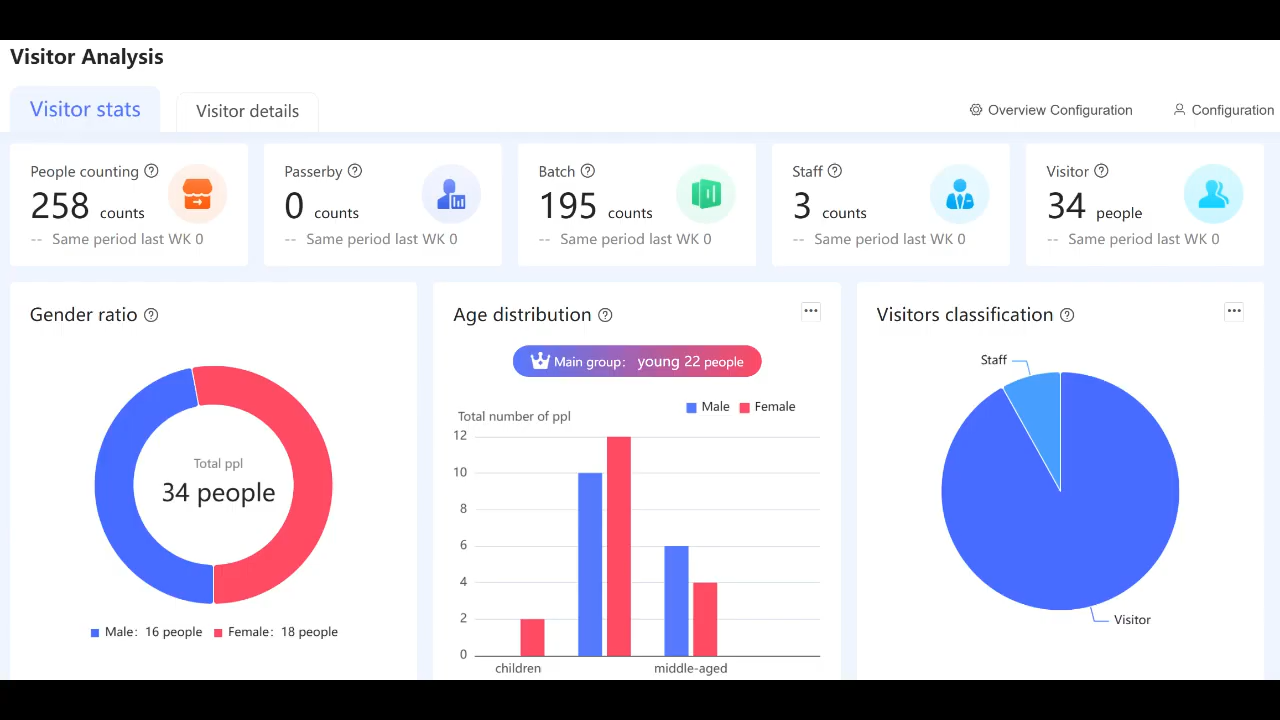 Visitor Analysis
Visitor stats
Visitor details
Overview Configuration
Configuration
People counting
258 counts
-- Same period last WK 0
Passerby
0 counts
-- Same period last WK 0
Batch
195 counts
-- Same period last WK 0
Staff
3 counts
-- Same period last WK 0
Visitor
34 people
-- Same period last WK 0
Gender ratio
Total ppl
34 people
Male: 16 people
Female: 18 people
Age distribution
Main group: young 22 people
Male
Female
Total number of ppl
12
10
8
6
4
2
0
children
middle-aged
Visitors classification
Staff
Visitor